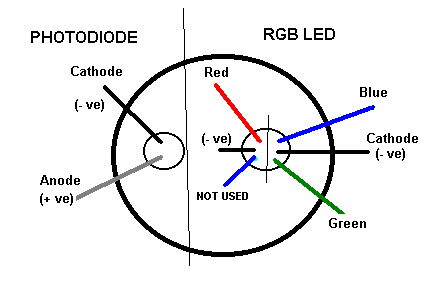 PHOTODIODE
RGB LED
Cathode
(- ve)
Anode
(+ ve)
Red
Blue
(- ve)
Cathode
(- ve)
NOT USED
Green